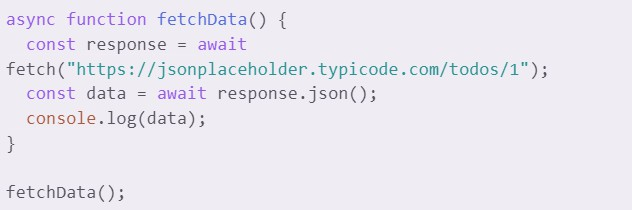 async function fetchData() {
  const response = await
fetch("https://jsonplaceholder.typicode.com/todos/1");
  const data = await response.json();
  console.log(data);
}

fetchData();